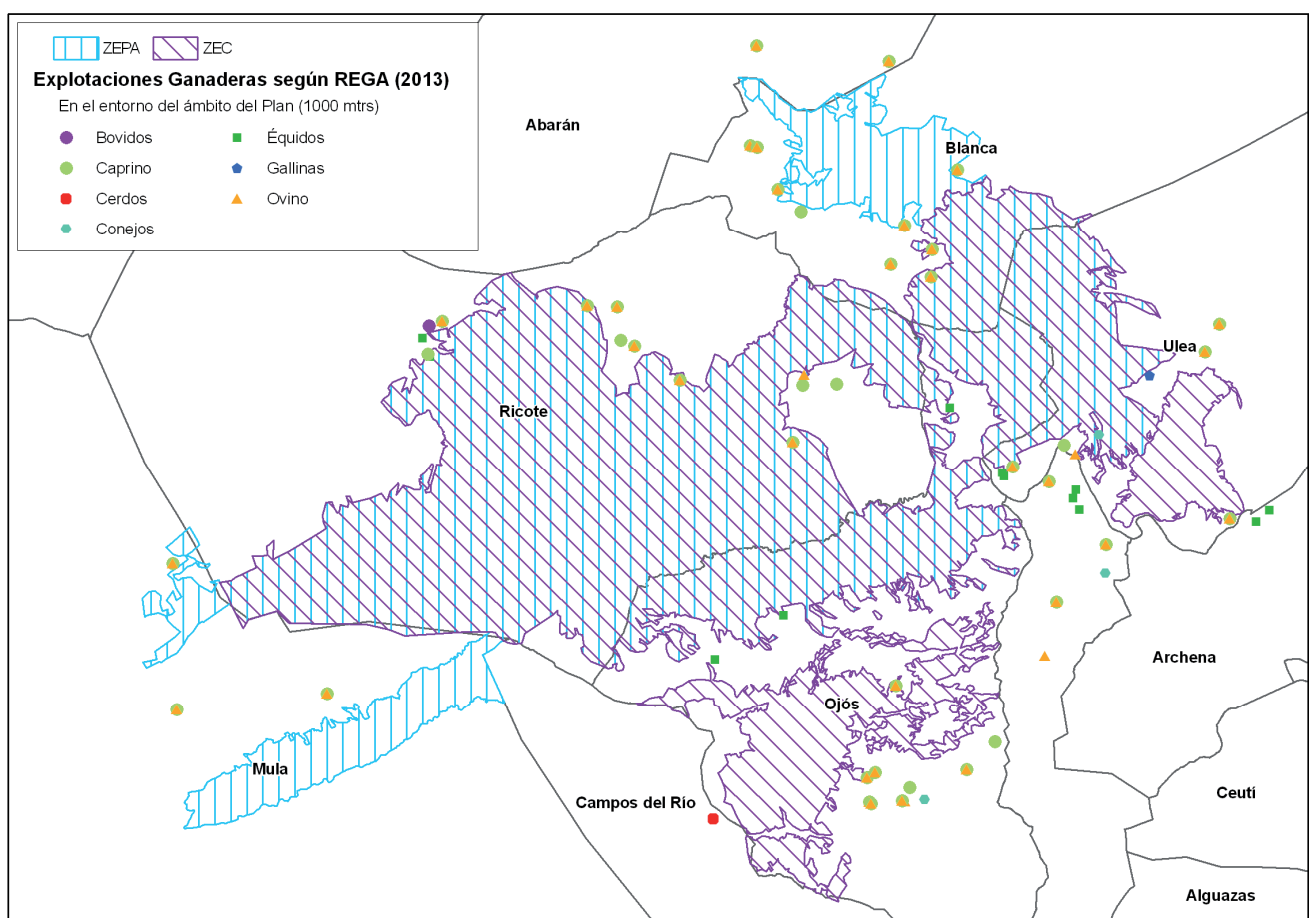 ZEPA ZEC
Explotaciones Ganaderas según REGA (2013)
En el entorno del ámbito del Plan (1000 mtrs)
Bovidos Équidos
Caprino Gallinas
Cerdos Ovino
Conejos
Abarán
Blanca
Ulea
Ricote
Archena
Ojós
Mula
Campos del Río
Ceutí
Alguazas